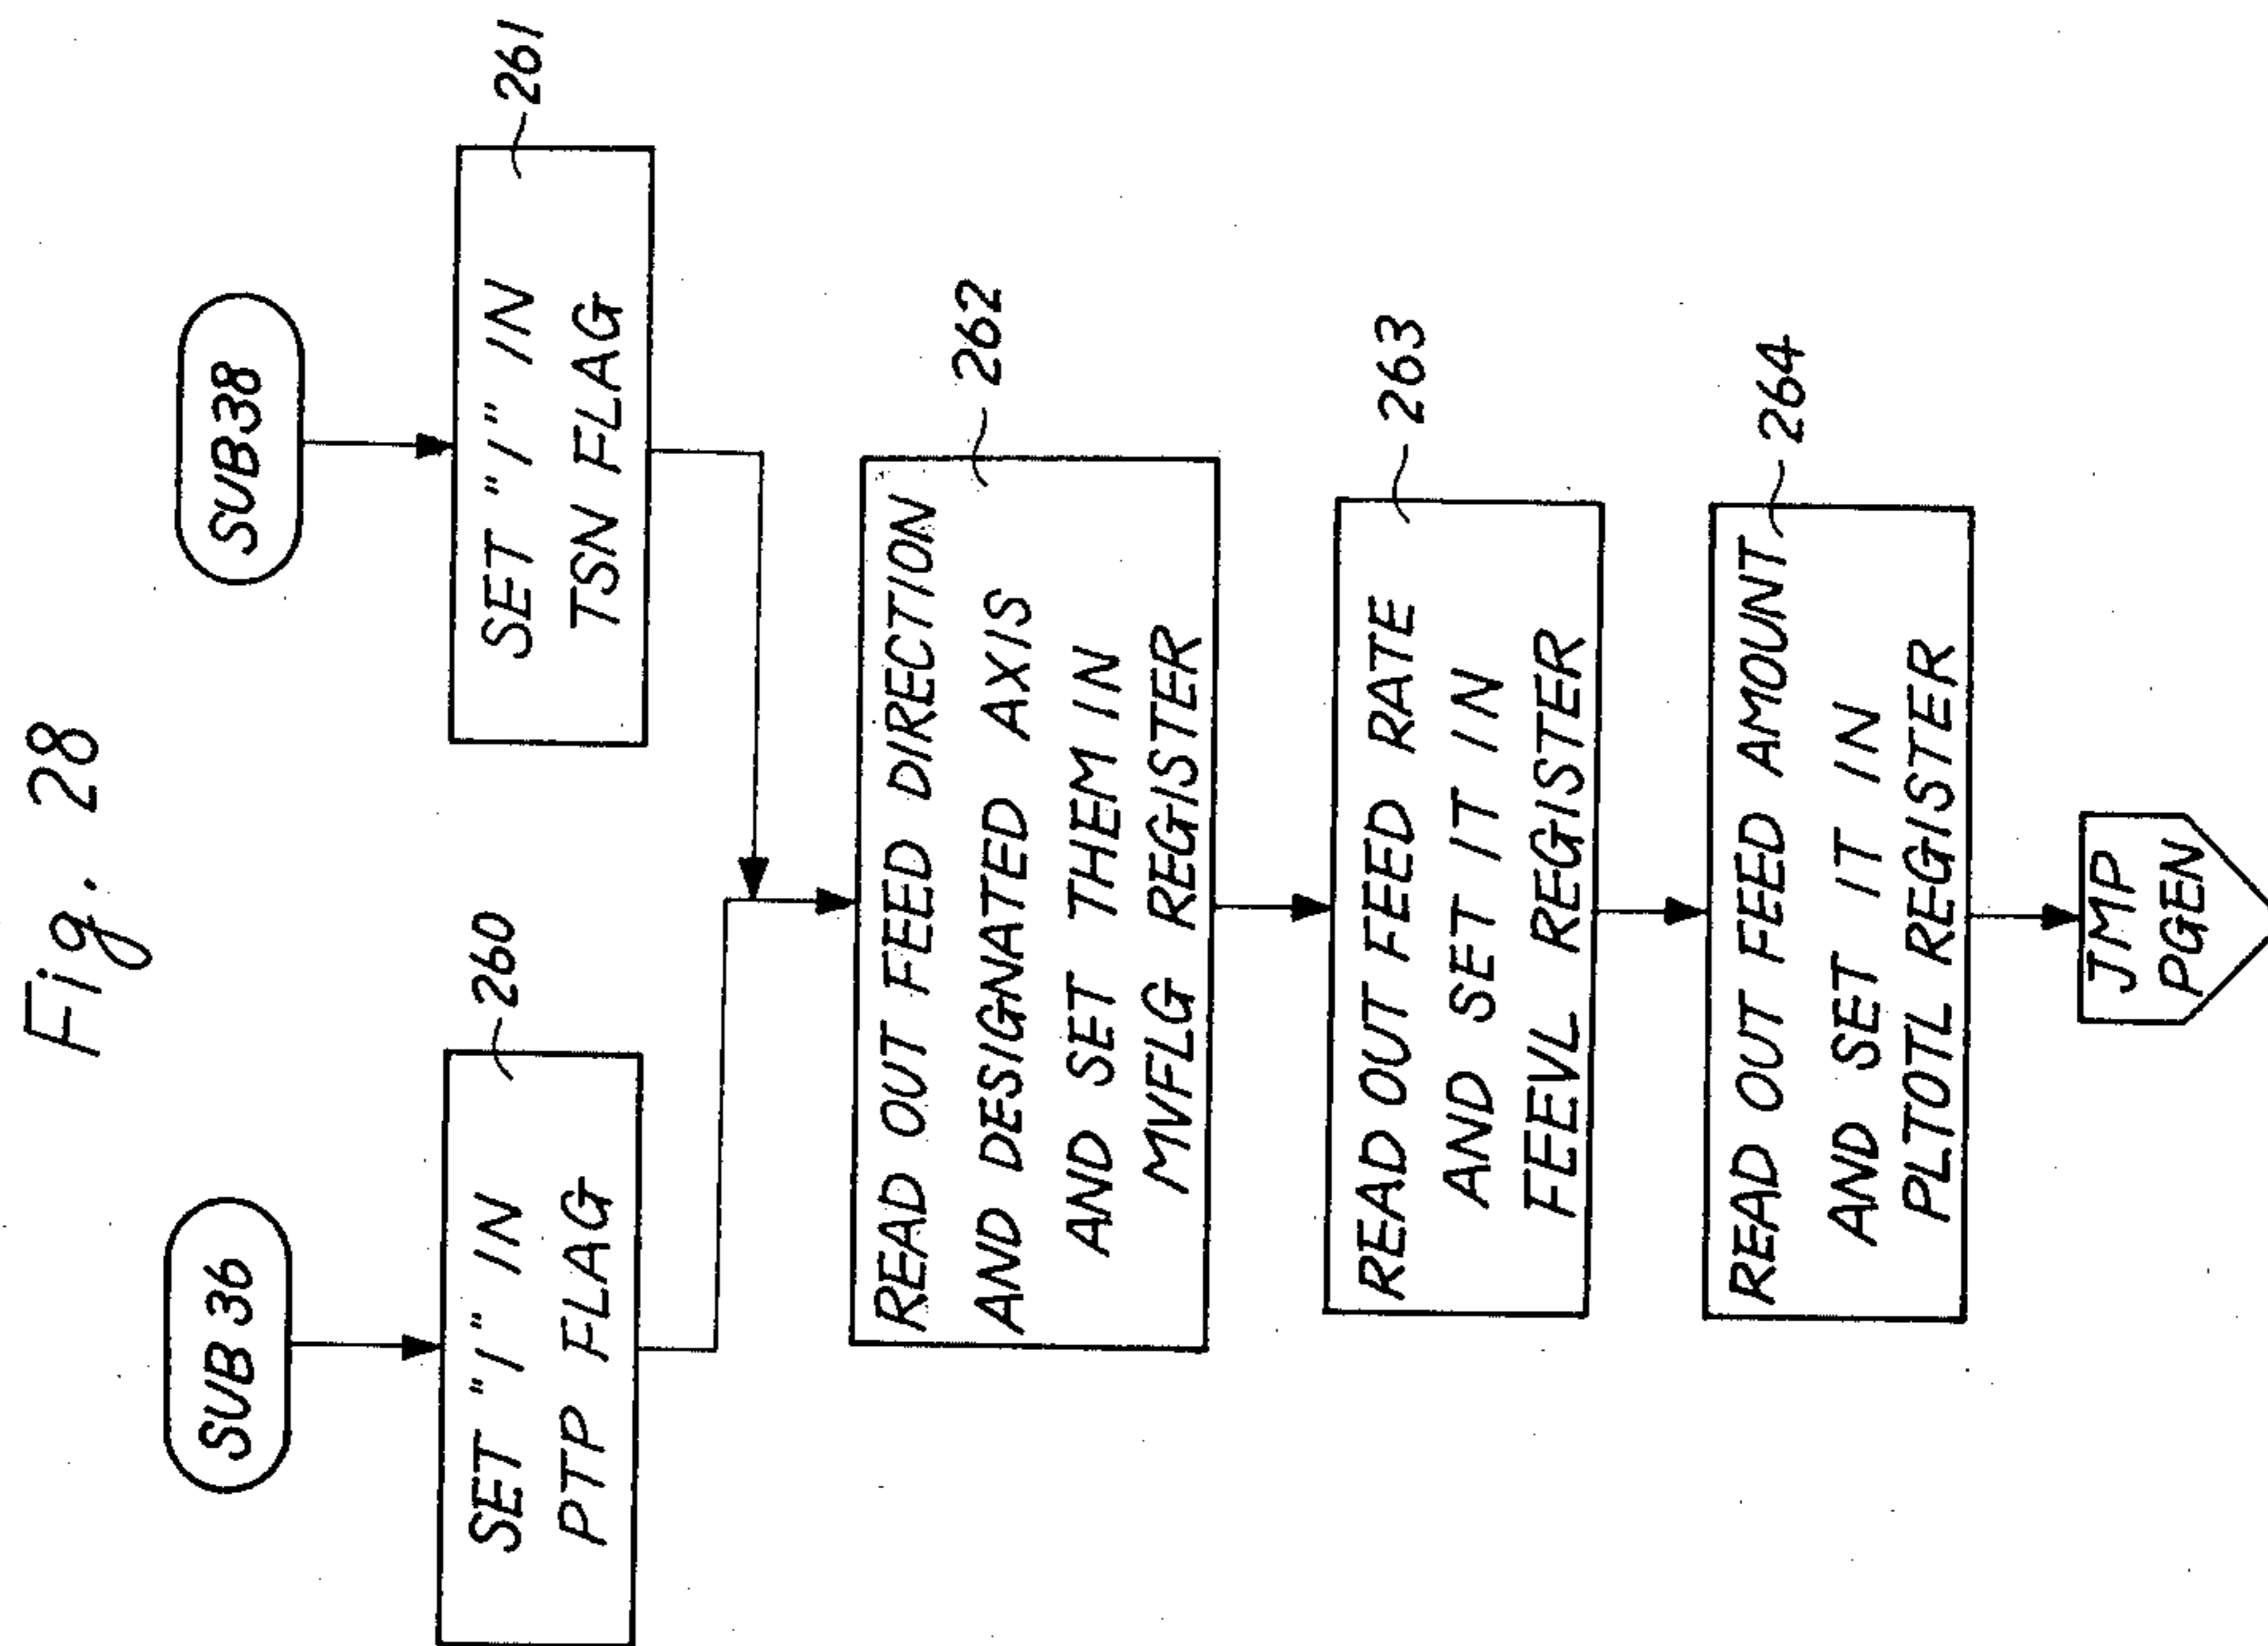 Fig. 28
SUB 36
SUB38
SET "1" IN
PTP FLAG
260
SET "1" IN
TSN FLAG
261
READ OUT FEED DIRECTION
AND DESIGNATED AXIS
AND SET THEM IN
MVFLG REGISTER
262
READ OUT FEED RATE
AND SET IT IN
FEEVL REGISTER
263
READ OUT FEED AMOUNT
AND SET IT IN
PLTOTL REGISTER
264
JMP
PGEN